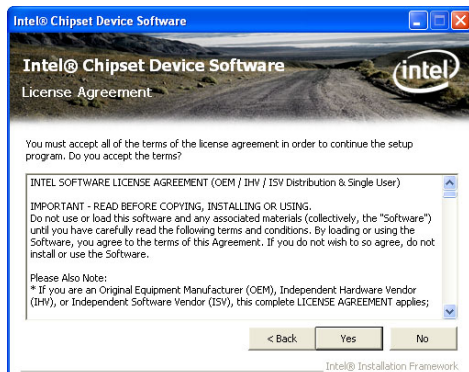 Intel® Chipset Device Software
Intel® Chipset Device Software
License Agreement
intel
You must accept all of the terms of the license agreement in order to continue the setup
program. Do you accept the terms?
INTEL SOFTWARE LICENSE AGREEMENT (OEM / IHV / ISV Distribution & Single User)
IMPORTANT - READ BEFORE COPYING, INSTALLING OR USING.
Do not use or load this software and any associated materials (collectively, the "Software")
until you have carefully read the following terms and conditions. By loading or using the
Software, you agree to the terms of this Agreement. If you do not wish to so agree, do not
install or use the Software.
Please Also Note:
* If you are an Original Equipment Manufacturer (OEM), Independent Hardware Vendor
(IHV), or Independent Software Vendor (ISV), this complete LICENSE AGREEMENT applies;
< Back Yes No
Intel® Installation Framework